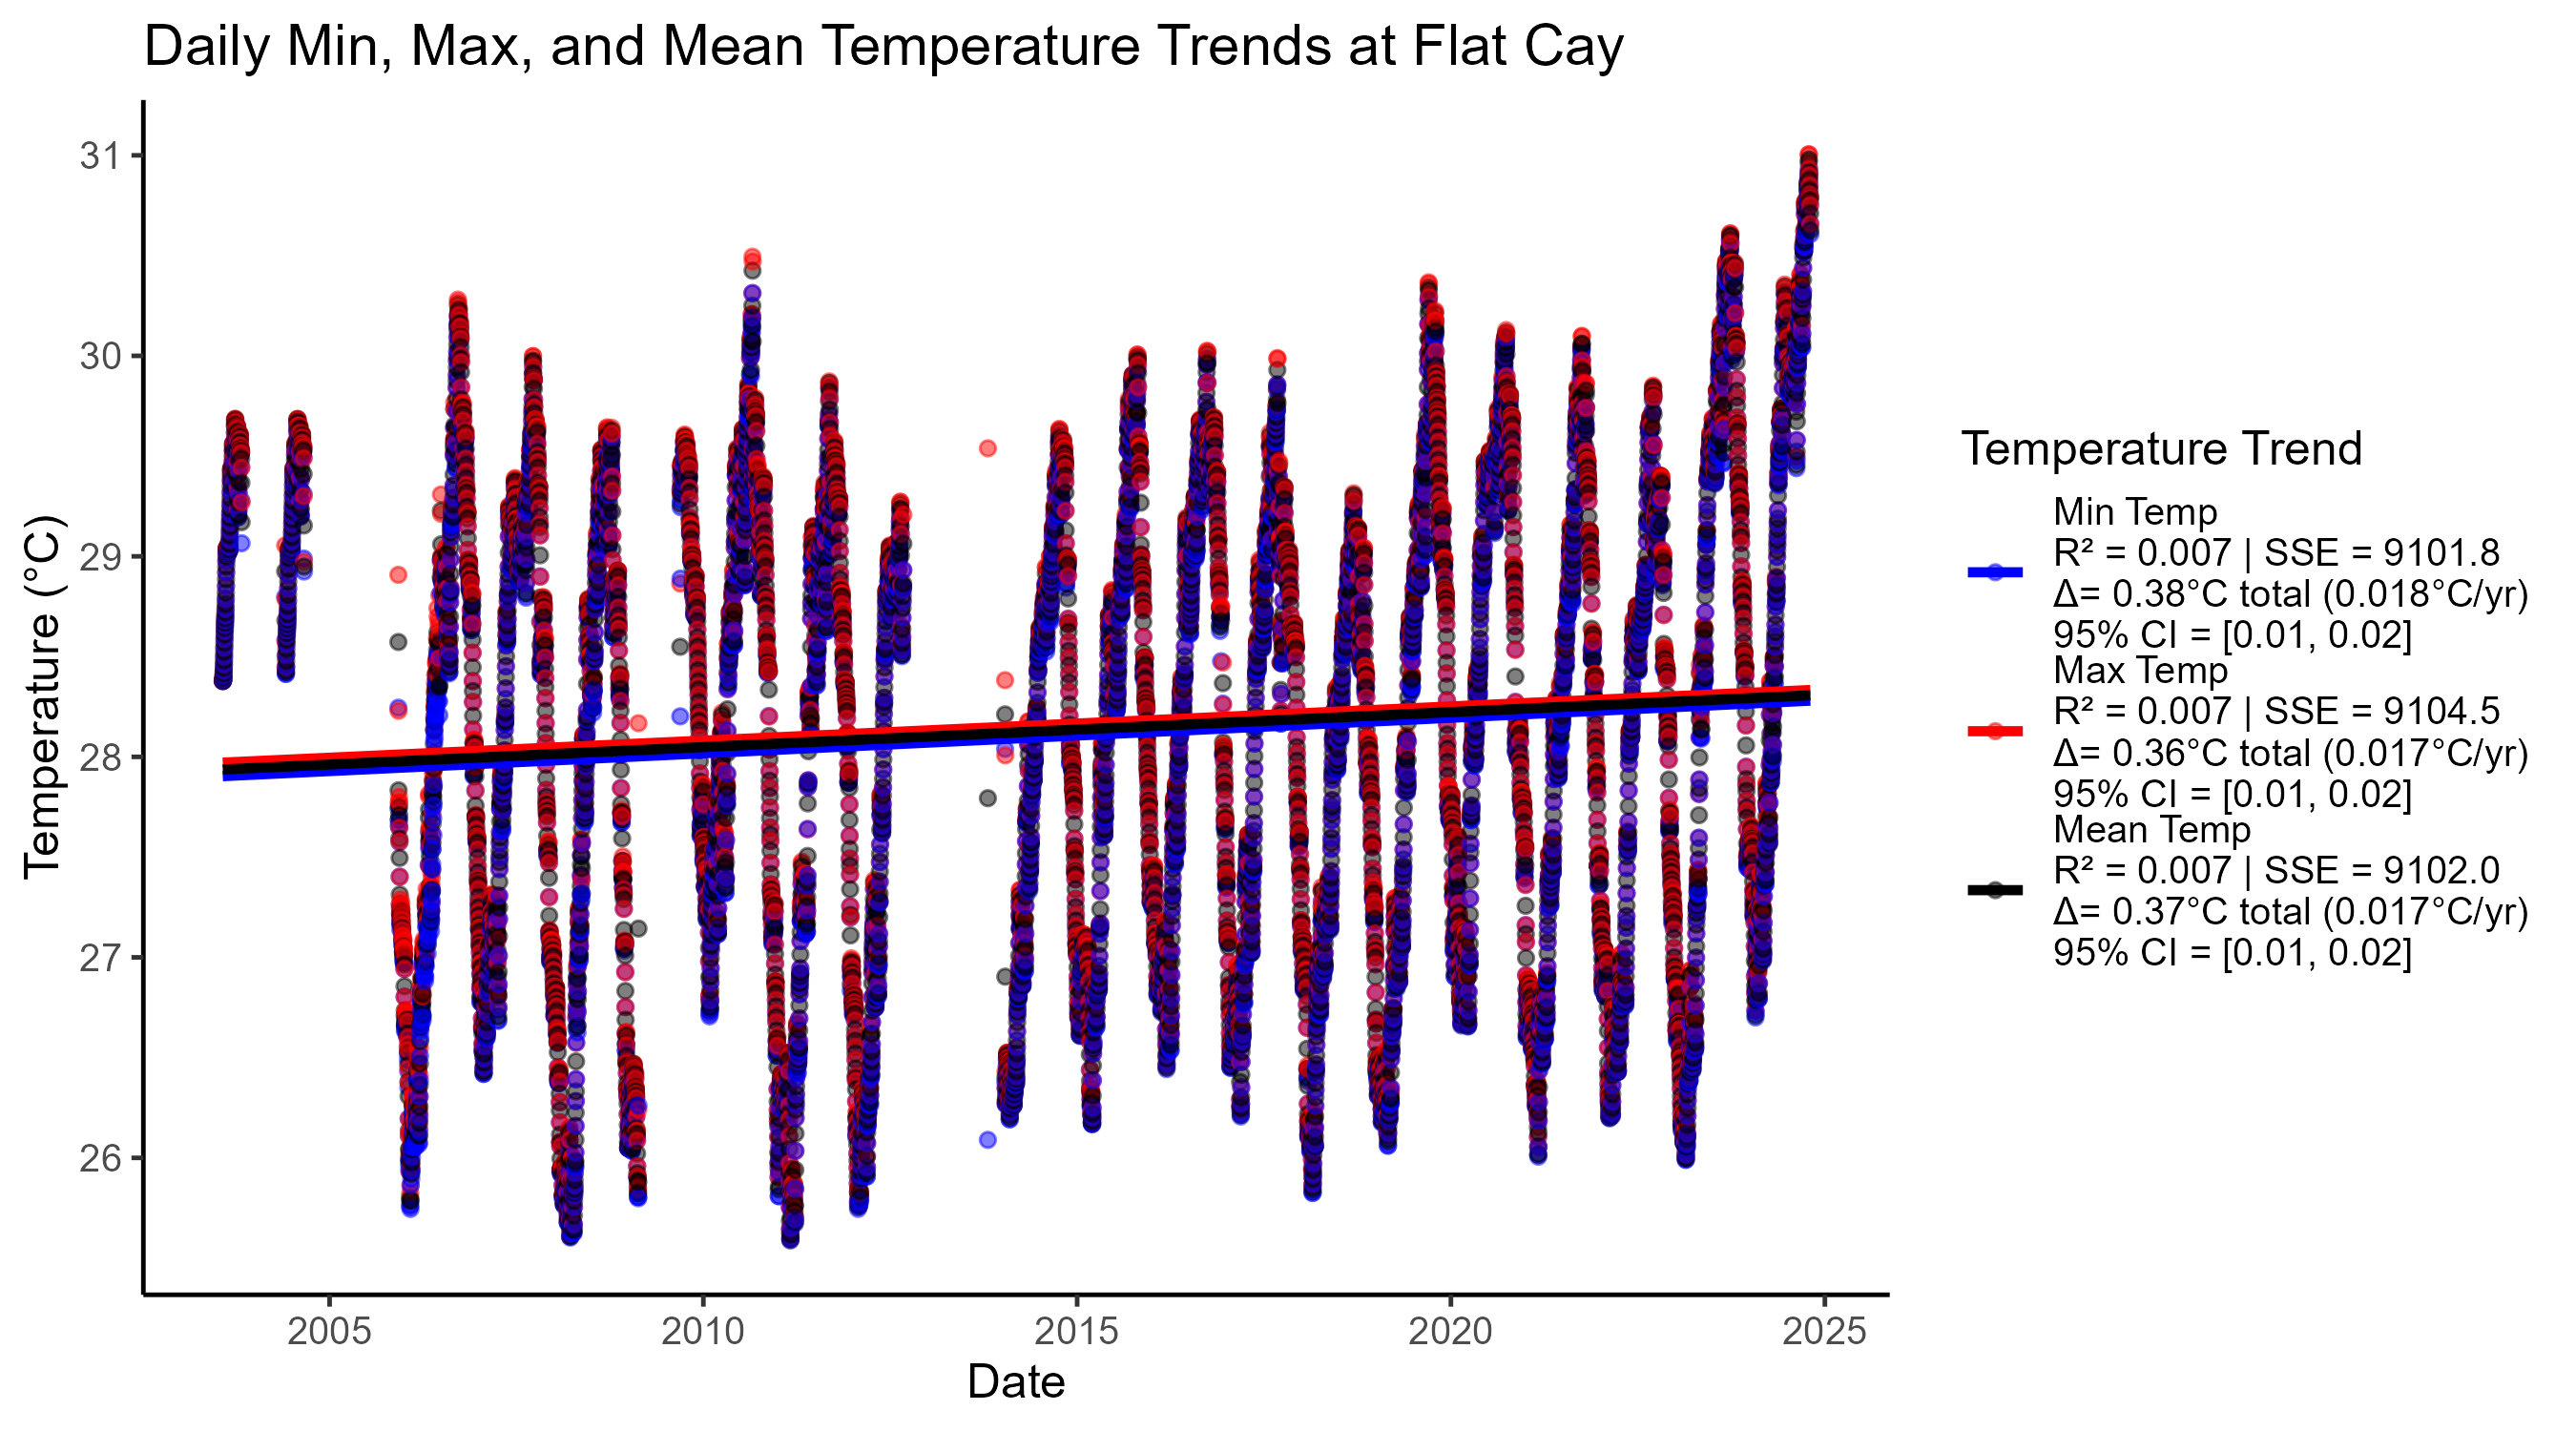 Daily Min, Max, and Mean Temperature Trends at Flat Cay
Temperature (°C)
31
30
29
28
27
26
2005
2010
2015
2020
2025
Date
Temperature Trend
Min Temp
R² = 0.007 | SSE = 9101.8
Δ= 0.38°C total (0.018°C/yr)
95% CI = [0.01, 0.02]
Max Temp
R² = 0.007 | SSE = 9104.5
Δ= 0.36°C total (0.017°C/yr)
95% CI = [0.01, 0.02]
Mean Temp
R² = 0.007 | SSE = 9102.0
Δ= 0.37°C total (0.017°C/yr)
95% CI = [0.01, 0.02]